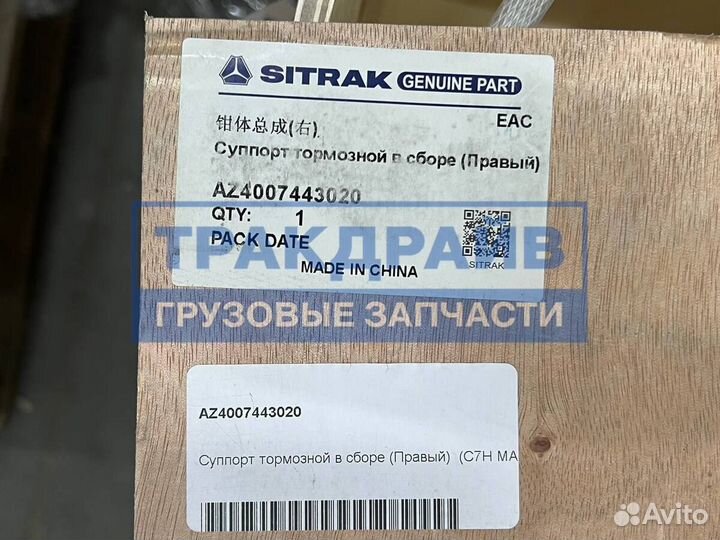 SITRAK GENUINE PART
钳体总成(右)
EAC
Суппорт тормозной в сборе (Правый)
AZ4007443020
QTY: 1
PACK DATE
SITRAK
MADE IN CHINA
ТРАКДРАЙВ
ГРУЗОВЫЕ ЗАПЧАСТИ
AZ4007443020
Суппорт тормозной в сборе (Правый) (C7H MA
Avito